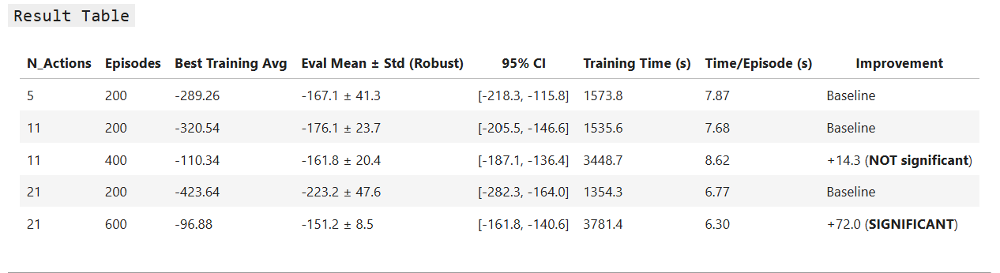 Result Table
N_Actions Episodes Best Training Avg Eval Mean ± Std (Robust) 95% CI Training Time (s) Time/Episode (s) Improvement
5 200 -289.26 -167.1 ± 41.3 [-218.3, -115.8] 1573.8 7.87 Baseline
11 200 -320.54 -176.1 ± 23.7 [-205.5, -146.6] 1535.6 7.68 Baseline
11 400 -110.34 -161.8 ± 20.4 [-187.1, -136.4] 3448.7 8.62 +14.3 (NOT significant)
21 200 -423.64 -223.2 ± 47.6 [-282.3, -164.0] 1354.3 6.77 Baseline
21 600 -96.88 -151.2 ± 8.5 [-161.8, -140.6] 3781.4 6.30 +72.0 (SIGNIFICANT)